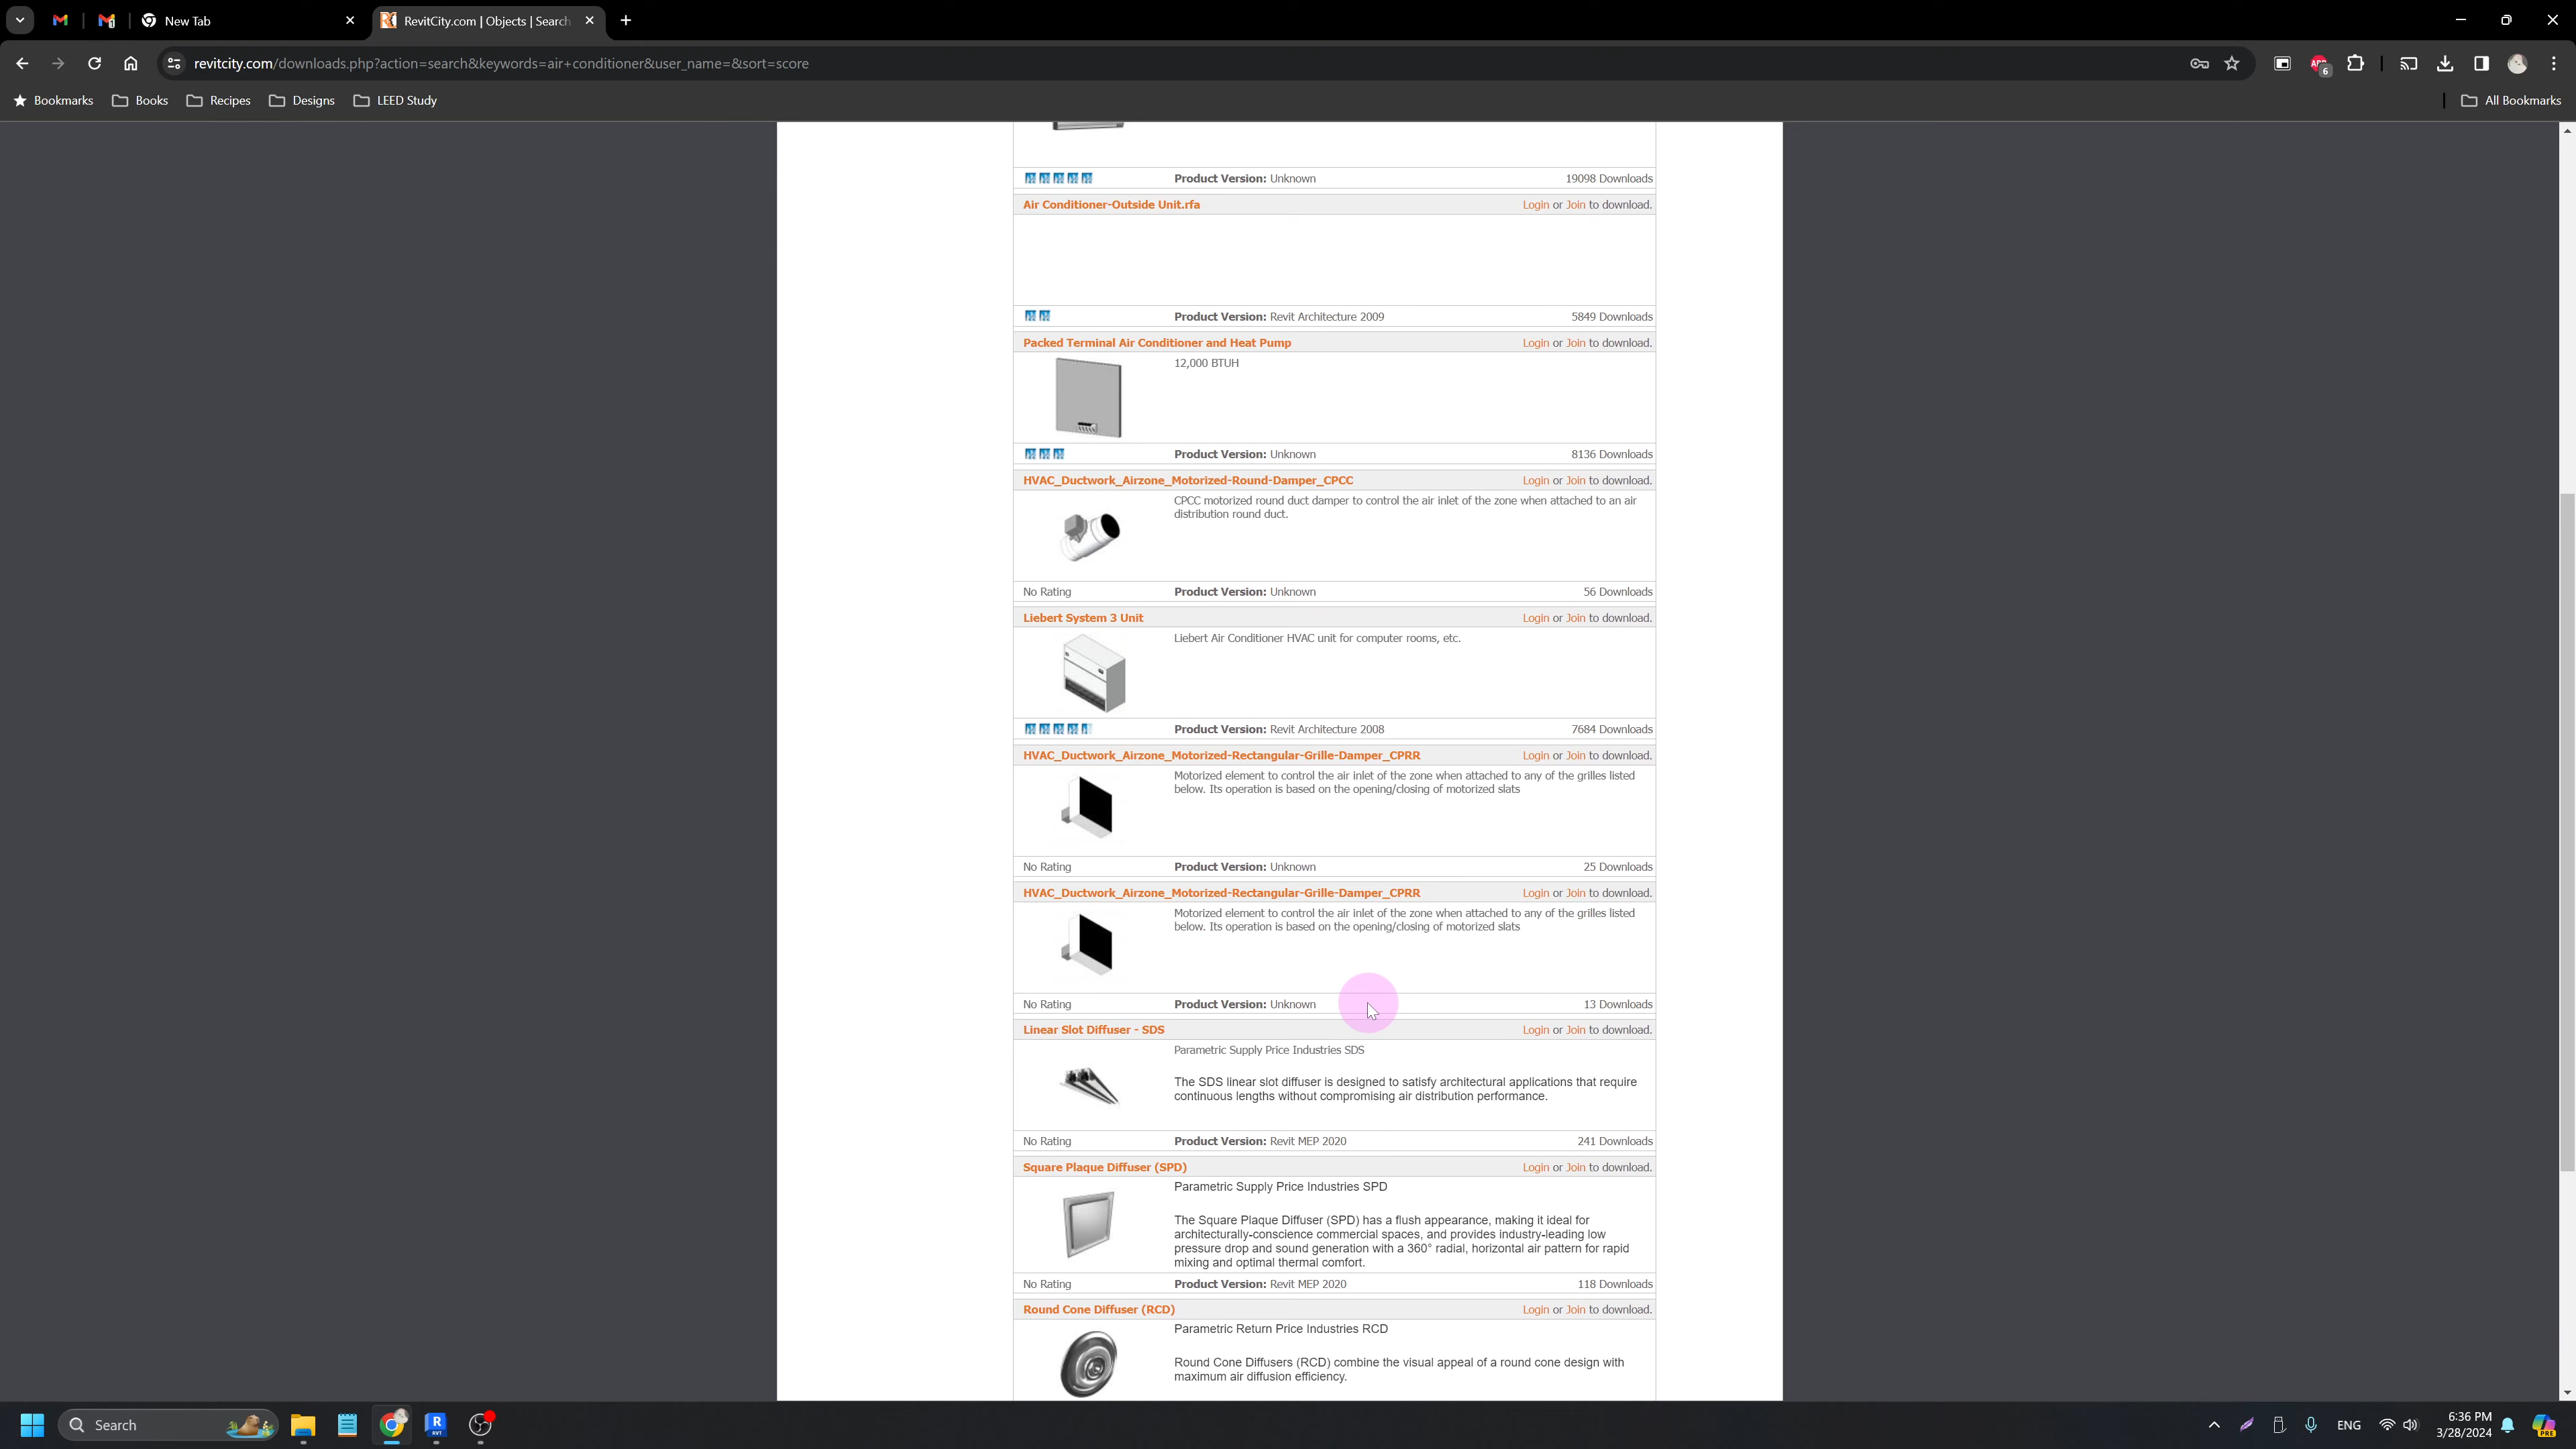 New Tab
RevitCity.com | Objects | Search
revitcity.com/downloads.php?action=search&keywords=air+conditioner&user_name=&sort=score
ABP
6
Bookmarks
Books
Recipes
Designs
LEED Study
All Bookmarks
Product Version: Unknown
19098 Downloads
Air Conditioner-Outside Unit.rfa
Login or Join to download.
Product Version: Revit Architecture 2009
5849 Downloads
Packed Terminal Air Conditioner and Heat Pump
Login or Join to download.
12,000 BTUH
Product Version: Unknown
8136 Downloads
HVAC_Ductwork_Airzone_Motorized-Round-Damper_CPCC
Login or Join to download.
CPCC motorized round duct damper to control the air inlet of the zone when attached to an air
distribution round duct.
No Rating
Product Version: Unknown
56 Downloads
Liebert System 3 Unit
Login or Join to download.
Liebert Air Conditioner HVAC unit for computer rooms, etc.
Product Version: Revit Architecture 2008
7684 Downloads
HVAC_Ductwork_Airzone_Motorized-Rectangular-Grille-Damper_CPRR
Login or Join to download.
Motorized element to control the air inlet of the zone when attached to any of the grilles listed
below. Its operation is based on the opening/closing of motorized slats
No Rating
Product Version: Unknown
25 Downloads
HVAC_Ductwork_Airzone_Motorized-Rectangular-Grille-Damper_CPRR
Login or Join to download.
Motorized element to control the air inlet of the zone when attached to any of the grilles listed
below. Its operation is based on the opening/closing of motorized slats
No Rating
Product Version: Unknown
13 Downloads
Linear Slot Diffuser - SDS
Login or Join to download.
Parametric Supply Price Industries SDS
The SDS linear slot diffuser is designed to satisfy architectural applications that require
continuous lengths without compromising air distribution performance.
No Rating
Product Version: Revit MEP 2020
241 Downloads
Square Plaque Diffuser (SPD)
Login or Join to download.
Parametric Supply Price Industries SPD
The Square Plaque Diffuser (SPD) has a flush appearance, making it ideal for
architecturally-conscience commercial spaces, and provides industry-leading low
pressure drop and sound generation with a 360° radial, horizontal air pattern for rapid
mixing and optimal thermal comfort.
No Rating
Product Version: Revit MEP 2020
118 Downloads
Round Cone Diffuser (RCD)
Login or Join to download.
Parametric Return Price Industries RCD
Round Cone Diffusers (RCD) combine the visual appeal of a round cone design with
maximum air diffusion efficiency.
Search
R
RVT
ENG
6:36 PM
3/28/2024
PRE